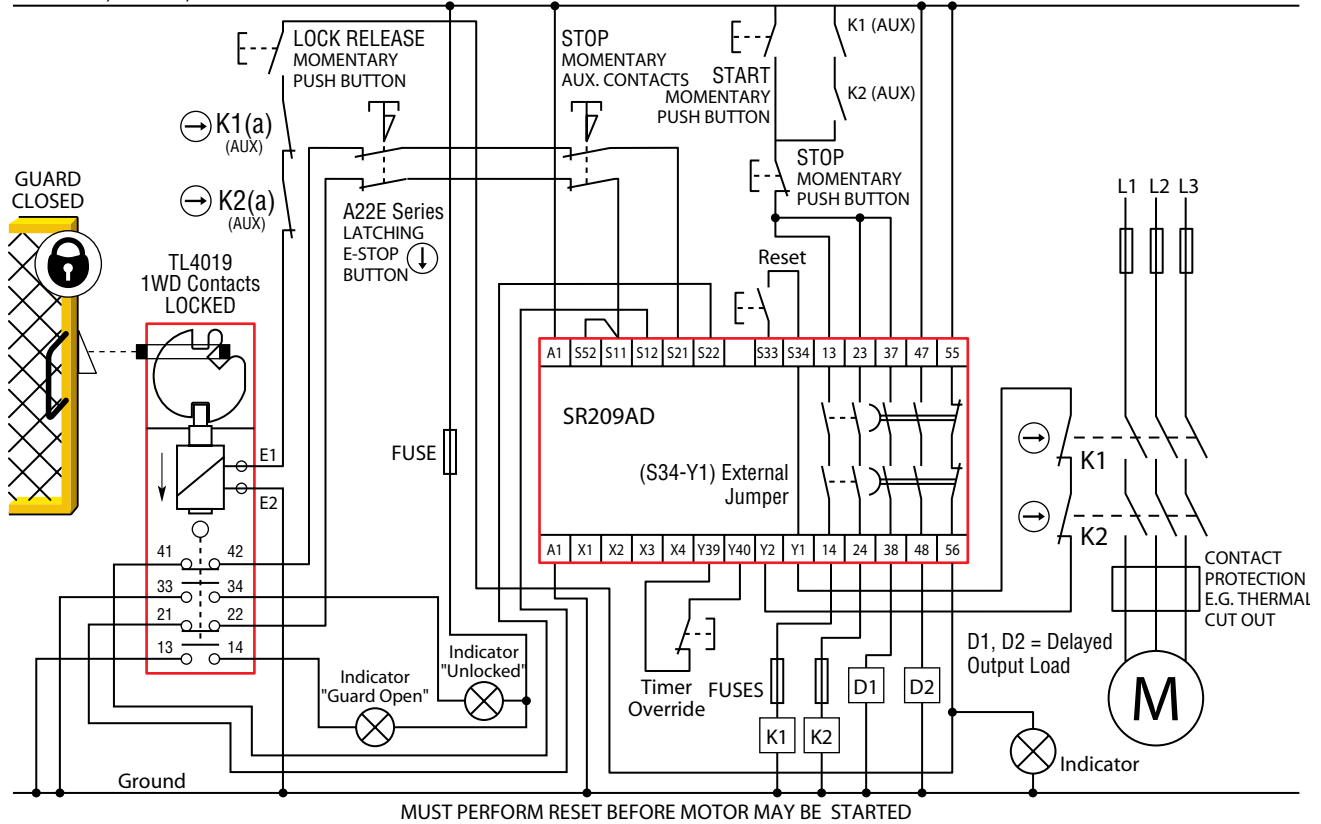 LOCK RELEASE
MOMENTARY
PUSH BUTTON
STOP
MOMENTARY
AUX. CONTACTS
START
MOMENTARY
PUSH BUTTON
K1 (AUX)
K2 (AUX)
K1(a)
(AUX)
K2(a)
(AUX)
STOP
MOMENTARY
PUSH BUTTON
L1 L2 L3
GUARD
CLOSED
A22E Series
LATCHING
E-STOP
BUTTON
TL4019
1WD Contacts
LOCKED
Reset
A1 S52 S11 S12 S21 S22 S33 S34 13 23 37 47 55
SR209AD
(S34-Y1) External
Jumper
FUSE
E1
E2
K1
K2
A1 X1 X2 X3 X4 Y39 Y40 Y2 Y1 14 24 38 48 56
41 42
33 34
21 22
13 14
CONTACT
PROTECTION
E.G. THERMAL
CUT OUT
D1, D2 = Delayed
Output Load
Indicator
"Unlocked"
Indicator
"Guard Open"
Timer
Override
FUSES
D1
D2
K1
K2
M
Indicator
Ground
MUST PERFORM RESET BEFORE MOTOR MAY BE STARTED